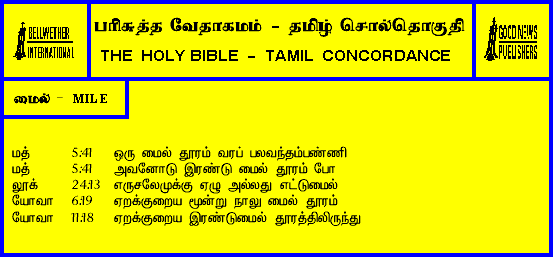 BELLWETHER
INTERNATIONAL
பரிசுத்த வேதாகமம் - தமிழ் சொல்தொகுதி
THE HOLY BIBLE - TAMIL CONCORDANCE
GOOD NEWS
PUBLISHERS
மைல் - MILE
மத் 5:41 ஒரு மைல் தூரம் வரப் பலவந்தம்பண்ணி
மத் 5:41 அவனோடு இரண்டு மைல் தூரம் போ
லூக் 24:13 எருசலேமுக்கு ஏழு அல்லது எட்டுமைல்
யோவா 6:19 ஏறக்குறைய மூன்று நாலு மைல் தூரம்
யோவா 11:18 ஏறக்குறைய இரண்டுமைல் தூரத்திலிருந்து